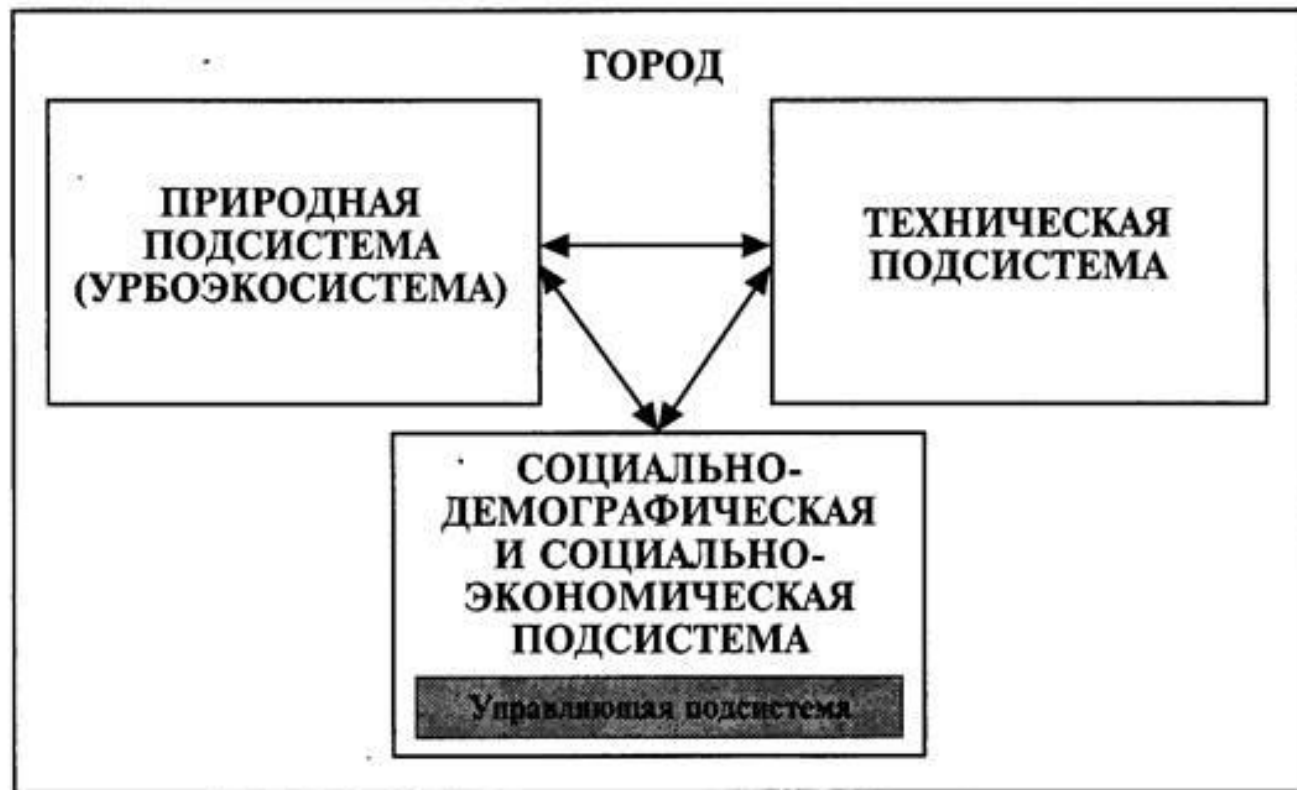 ГОРОД
ПРИРОДНАЯ
ПОДСИСТЕМА
(УРБОЭКОСИСТЕМА)
ТЕХНИЧЕСКАЯ
ПОДСИСТЕМА
СОЦИАЛЬНО-
ДЕМОГРАФИЧЕСКАЯ
И СОЦИАЛЬНО-
ЭКОНОМИЧЕСКАЯ
ПОДСИСТЕМА
Управляющая подсистема